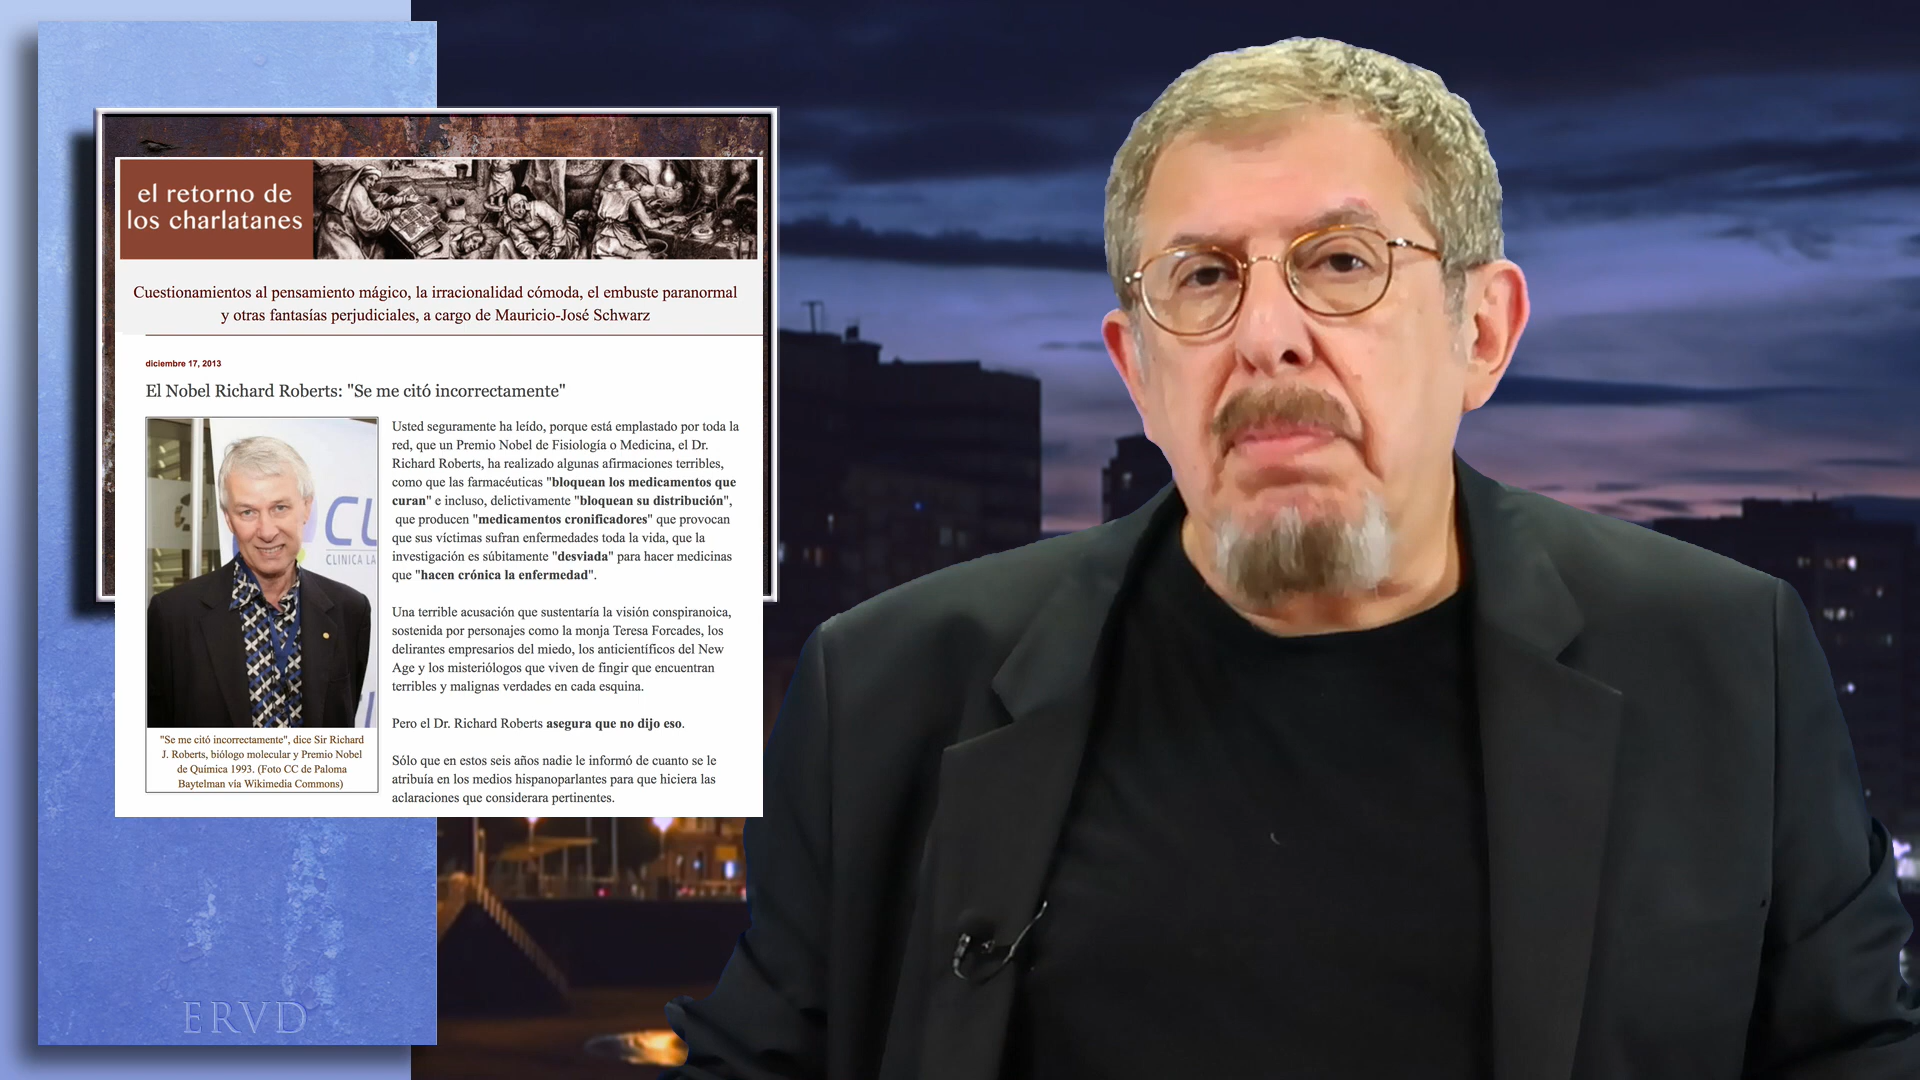 el retorno de
los charlatanes
Cuestionamientos al pensamiento mágico, la irracionalidad cómoda, el embuste paranormal
y otras fantasías perjudiciales, a cargo de Mauricio-José Schwarz
diciembre 17, 2013
El Nobel Richard Roberts: "Se me citó incorrectamente"
CU
CLINICA LA
"Se me citó incorrectamente", dice Sir Richard
J. Roberts, biólogo molecular y Premio Nobel
de Química 1993. (Foto CC de Paloma
Baytelman vía Wikimedia Commons)
Usted seguramente ha leído, porque está emplastado por toda la
red, que un Premio Nobel de Fisiología o Medicina, el Dr.
Richard Roberts, ha realizado algunas afirmaciones terribles,
como que las farmacéuticas "bloquean los medicamentos que
curan" e incluso, delictivamente "bloquean su distribución",
que producen "medicamentos cronificadores" que provocan
que sus víctimas sufran enfermedades toda la vida, que la
investigación es súbitamente "desviada" para hacer medicinas
que "hacen crónica la enfermedad".
Una terrible acusación que sustentaría la visión conspiranoica,
sostenida por personajes como la monja Teresa Forcades, los
delirantes empresarios del miedo, los anticientíficos del New
Age y los misteriólogos que viven de fingir que encuentran
terribles y malignas verdades en cada esquina.
Pero el Dr. Richard Roberts asegura que no dijo eso.
Sólo que en estos seis años nadie le informó de cuanto se le
atribuía en los medios hispanoparlantes para que hiciera las
aclaraciones que considerara pertinentes.
ERVD